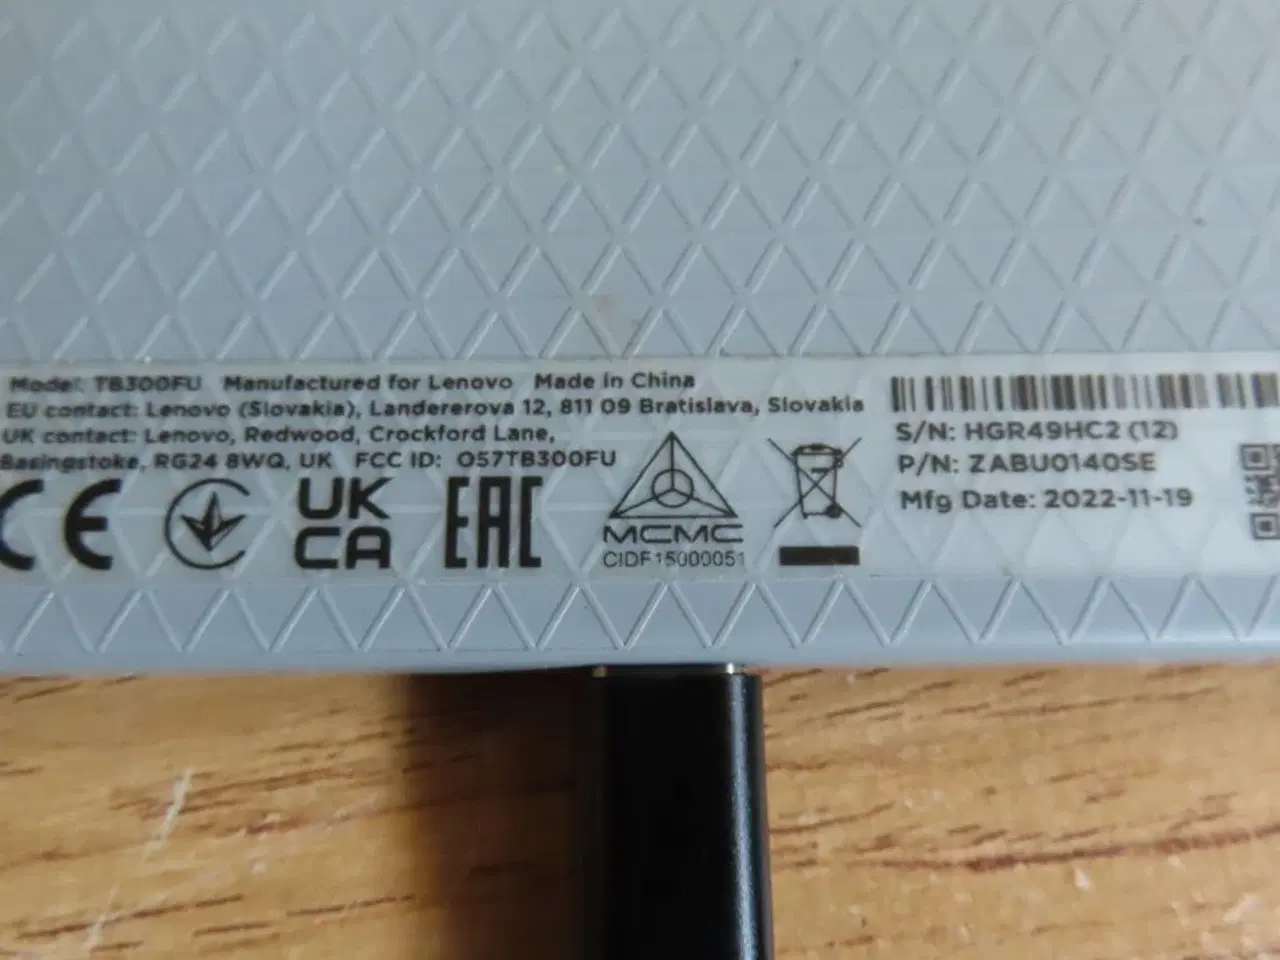 Model: TB300FU Manufactured for Lenovo Made in China
EU contact: Lenovo (Slovakia), Landererova 12, 811 09 Bratislava, Slovakia
UK contact: Lenovo, Redwood, Crockford Lane,
Basingstoke, RG24 8WQ, UK FCC ID: O57TB300FU
CE
UK
CA
EAC
MCMC
CIDF15000051
S/N: HGR49HC2 (12)
P/N: ZABU0140SE
Mfg Date: 2022-11-19